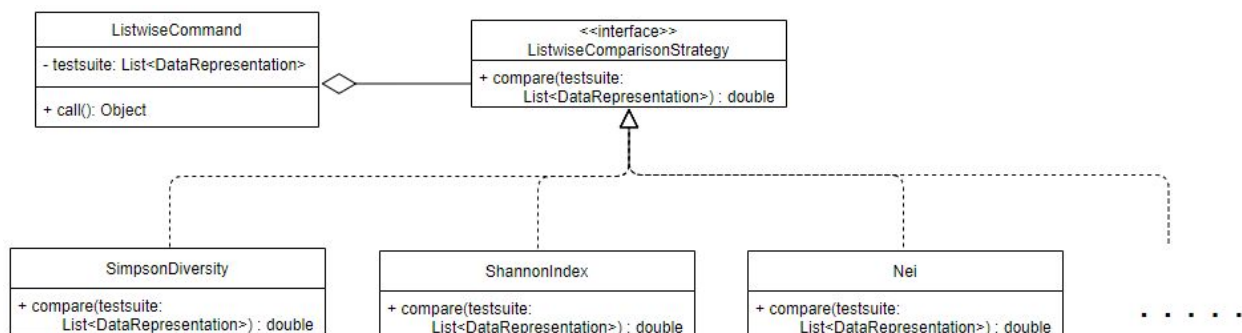 ListwiseCommand
- testsuite: List<DataRepresentation>
+ call(): Object
<<interface>>
ListwiseComparisonStrategy
+ compare(testsuite:
List<DataRepresentation>) : double
SimpsonDiversity
+ compare(testsuite:
List<DataRepresentation>) : double
ShannonIndex
+ compare(testsuite:
List<DataRepresentation>) : double
Nei
+ compare(testsuite:
List<DataRepresentation>) : double
. . . . .